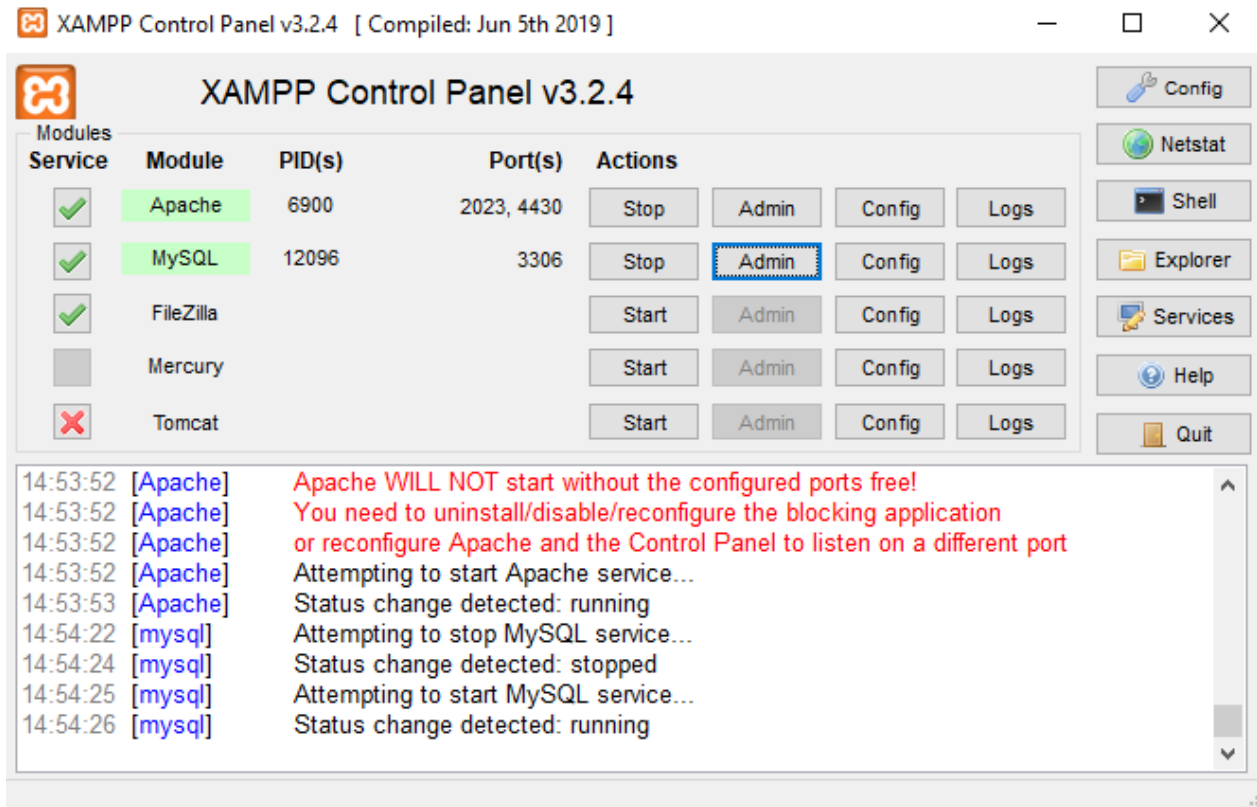 XAMPP Control Panel v3.2.4 [ Compiled: Jun 5th 2019 ]
XAMPP Control Panel v3.2.4
Config
Modules
Service Module PID(s) Port(s) Actions
Netstat
Apache 6900 2023, 4430 Stop Admin Config Logs
Shell
MySQL 12096 3306 Stop Admin Config Logs
Explorer
FileZilla Start Admin Config Logs
Services
Mercury Start Admin Config Logs
Help
Tomcat Start Admin Config Logs
Quit
14:53:52 [Apache] Apache WILL NOT start without the configured ports free!
14:53:52 [Apache] You need to uninstall/disable/reconfigure the blocking application
14:53:52 [Apache] or reconfigure Apache and the Control Panel to listen on a different port
14:53:52 [Apache] Attempting to start Apache service...
14:53:53 [Apache] Status change detected: running
14:54:22 [mysql] Attempting to stop MySQL service...
14:54:24 [mysql] Status change detected: stopped
14:54:25 [mysql] Attempting to start MySQL service...
14:54:26 [mysql] Status change detected: running